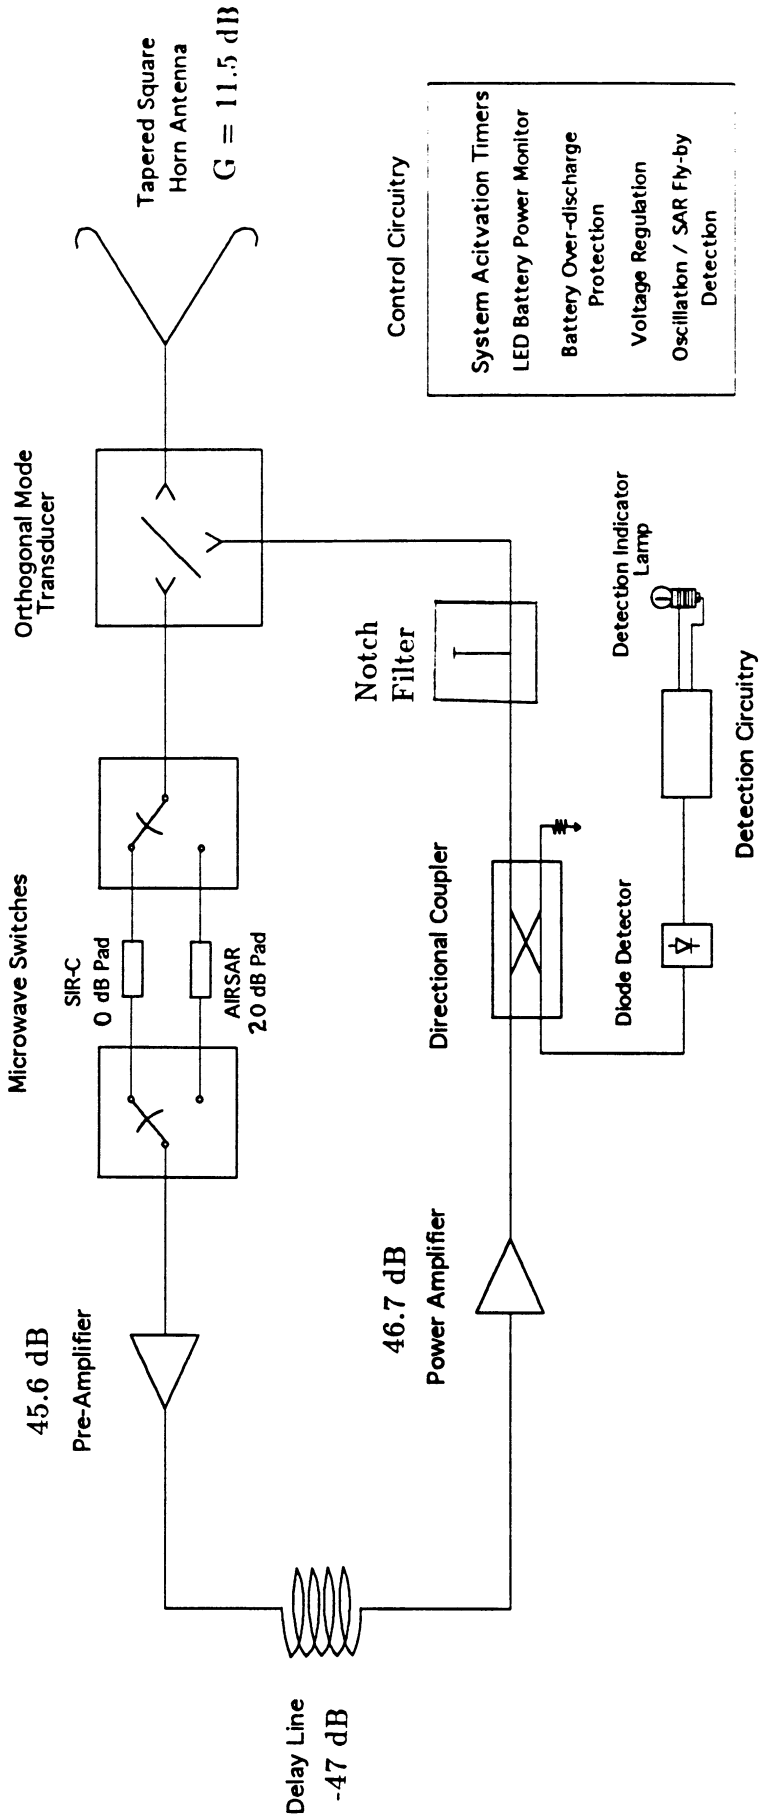 Tapered Square
Horn Antenna
G = 11.5 dB
Orthogonal Mode
Transducer
Microwave Switches
SIR-C
0 dB Pad
AIRSAR
20 dB Pad
45.6 dB
Pre-Amplifier
Delay Line
-47 dB
46.7 dB
Power Amplifier
Directional Coupler
Notch
Filter
Diode Detector
Detection Circuitry
Detection Indicator
Lamp
Control Circuitry
System Acitvation Timers
LED Battery Power Monitor
Battery Over-discharge
Protection
Voltage Regulation
Oscillation / SAR Fly-by
Detection